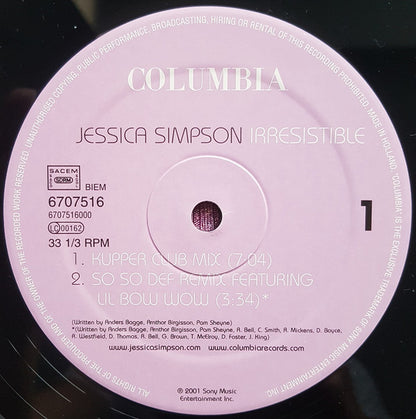 ALL RIGHTS OF THE PRODUCER AND OF THE OWNER OF THE RECORDED WORK RESERVED. UNAUTHORISED COPYING, PUBLIC PERFORMANCE, BROADCASTING, HIRING OR RENTAL OF THIS RECORDING PROHIBITED. MADE IN HOLLAND. "COLUMBIA" IS THE EXCLUSIVE TRADEMARK OF SONY MUSIC ENTERTAINMENT INC.
COLUMBIA
JESSICA SIMPSON IRRESISTIBLE
SACEM
SDRM
BIEM
6707516
6707516000
LC 00162
33 1/3 RPM
1
1. KUPPER CLUB MIX (7:04)
2. SO SO DEF REMIX FEATURING
LIL BOW WOW (3:34)*
(Written by Anders Bagge, Arnthor Birgisson, Pam Sheyne)
*(Written by Anders Bagge, Arnthor Birgisson, Pam Sheyne, A. Bell, C. Smith, A. Mickens, D. Boyce,
A. Westfield, D. Thomas, A. Bell, G. Brown, T. McElroy, D. Foster, J. King)
www.jessicasimpson.com www.columbiarecords.com
℗ 2001 Sony Music
Entertainment Inc.